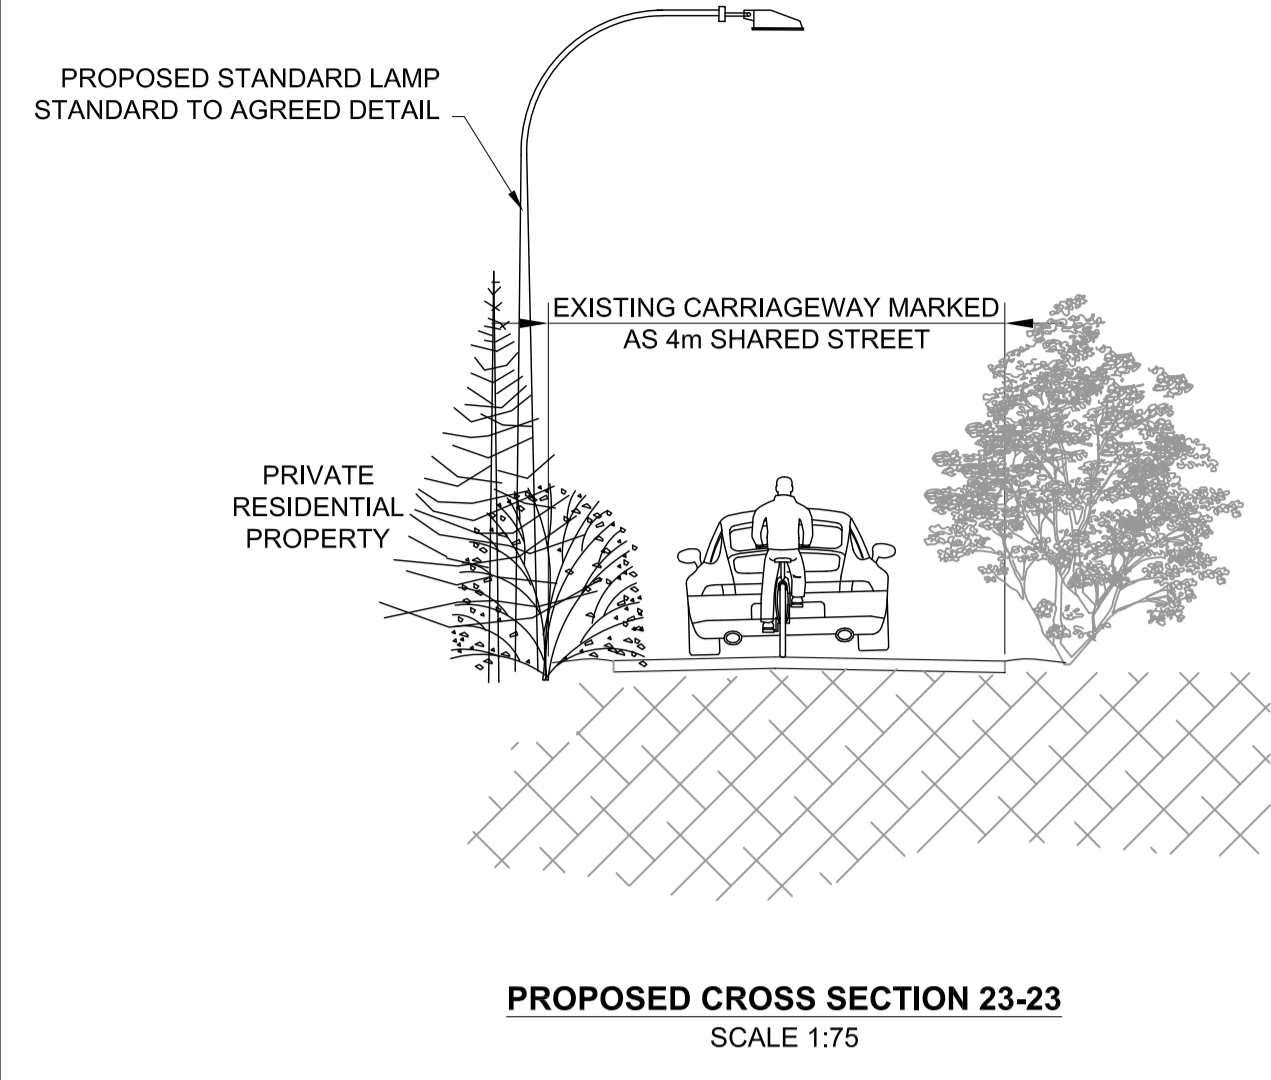 PROPOSED STANDARD LAMP
STANDARD TO AGREED DETAIL
EXISTING CARRIAGEWAY MARKED
AS 4m SHARED STREET
PRIVATE
RESIDENTIAL
PROPERTY
PROPOSED CROSS SECTION 23-23
SCALE 1:75